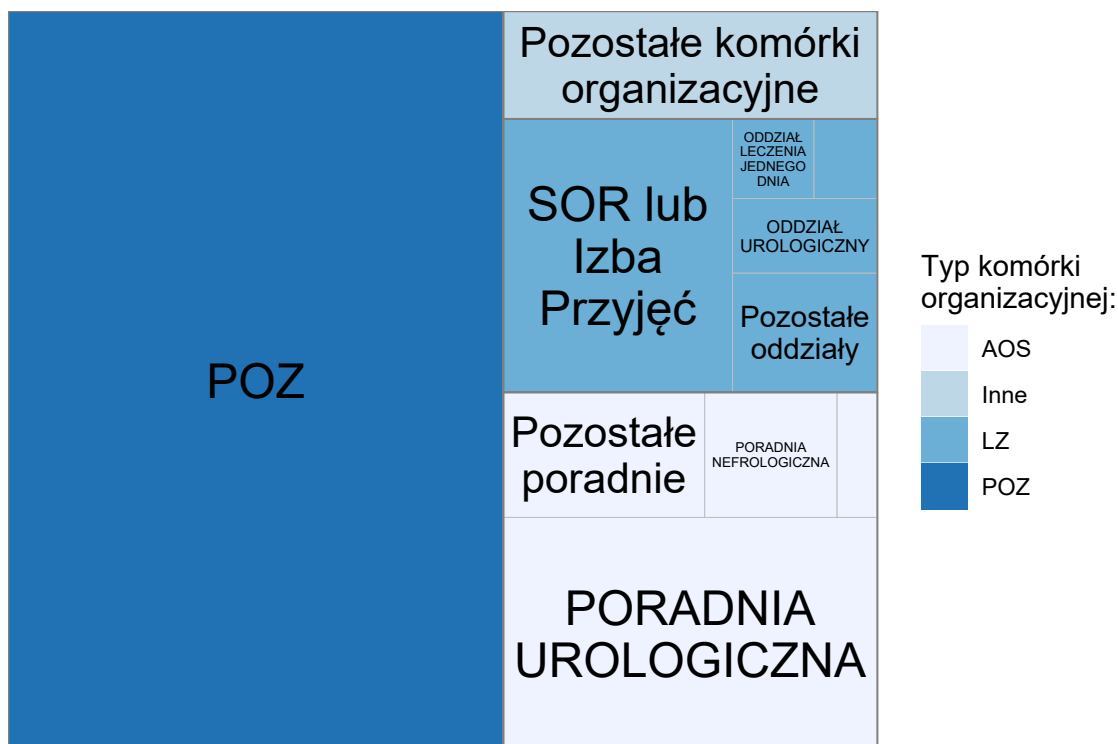 POZ
Pozostałe komórki
organizacyjne
SOR lub
Izba
Przyjęć
ODDZIAŁ
LECZENIA
JEDNEGO
DNIA
ODDZIAŁ
UROLOGICZNY
Pozostałe
oddziały
Pozostałe
poradnie
PORADNIA
NEFROLOGICZNA
PORADNIA
UROLOGICZNA
Typ komórki
organizacyjnej:
AOS
Inne
LZ
POZ